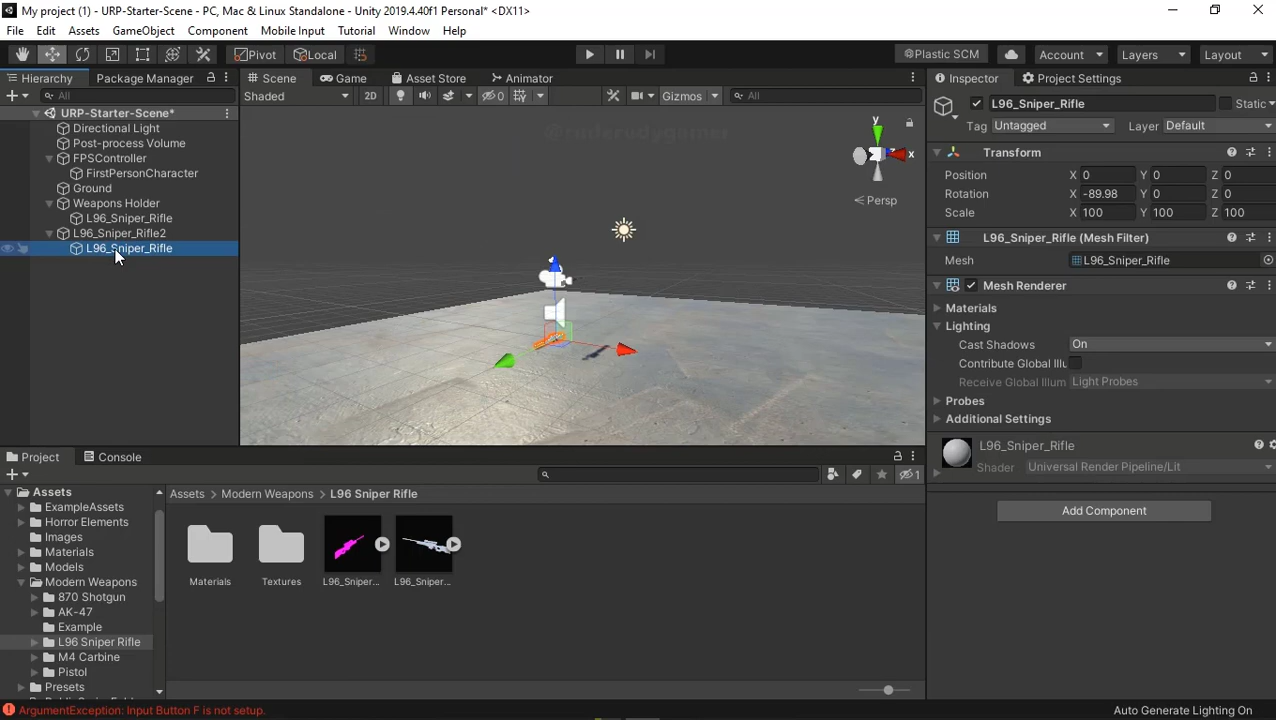 My project (1) - URP-Starter-Scene - PC, Mac & Linux Standalone - Unity 2019.4.40f1 Personal* <DX11>
File Edit Assets GameObject Component Mobile Input Tutorial Window Help
Pivot Local Plastic SCM Account Layers Layout
Hierarchy Package Manager Scene Game Asset Store Animator Inspector Project Settings
All Shaded 2D 0 Gizmos All L96_Sniper_Rifle Static
URP-Starter-Scene* Tag Untagged Layer Default
Directional Light
Post-process Volume
FPSController
FirstPersonCharacter
Ground
Weapons Holder
L96_Sniper_Rifle
L96_Sniper_Rifle2
L96_Sniper_Rifle
@riderudygamer
y
x
Persp
Transform
Position X 0 Y 0 Z 0
Rotation X -89.98 Y 0 Z 0
Scale X 100 Y 100 Z 100
L96_Sniper_Rifle (Mesh Filter)
Mesh L96_Sniper_Rifle
Mesh Renderer
Materials
Lighting
Cast Shadows On
Contribute Global Illu
Receive Global Illum Light Probes
Probes
Additional Settings
L96_Sniper_Rifle
Shader Universal Render Pipeline/Lit
Add Component
Project Console
1
Assets
ExampleAssets
Horror Elements
Images
Materials
Models
Modern Weapons
870 Shotgun
AK-47
Example
L96 Sniper Rifle
M4 Carbine
Pistol
Presets
Assets Modern Weapons L96 Sniper Rifle
Materials Textures L96_Sniper... L96_Sniper...
ArgumentException: Input Button F is not setup.
Auto Generate Lighting On